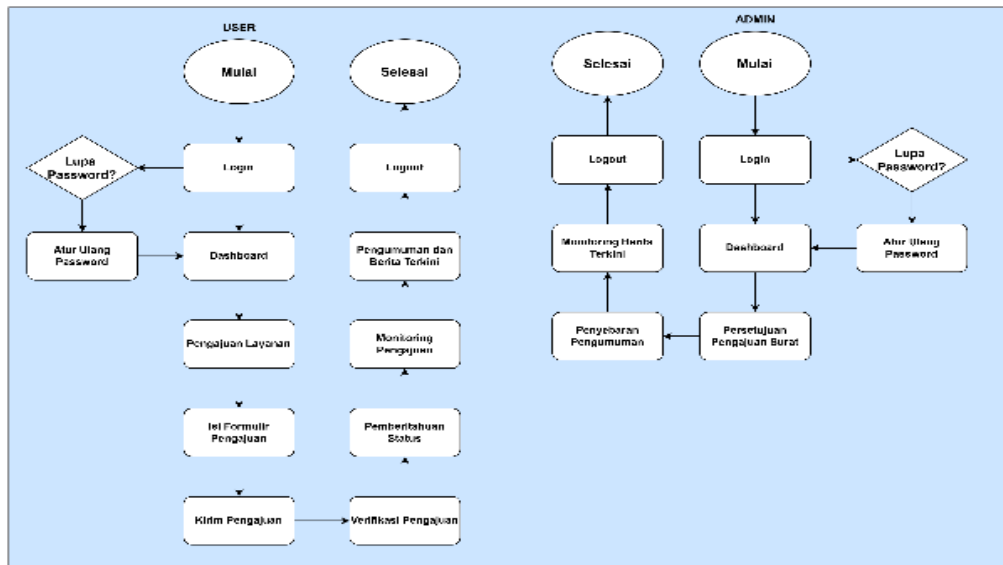 USER
Mulai
Selesai
Lupa
Password?
Login
Logout
Atur Ulang
Password
Dashboard
Pengumuman dan
Berita Terkini
Pengajuan Layanan
Monitoring
Pengajuan
Isi Formulir
Pengajuan
Pemberitahuan
Status
Kirim Pengajuan
Verifikasi Pengajuan
ADMIN
Selesai
Mulai
Logout
Login
Lupa
Password?
Monitoring
Terkini
Dashboard
Atur Ulang
Password
Penyebaran
Pengumuman
Persetujuan
Pengajuan Surat